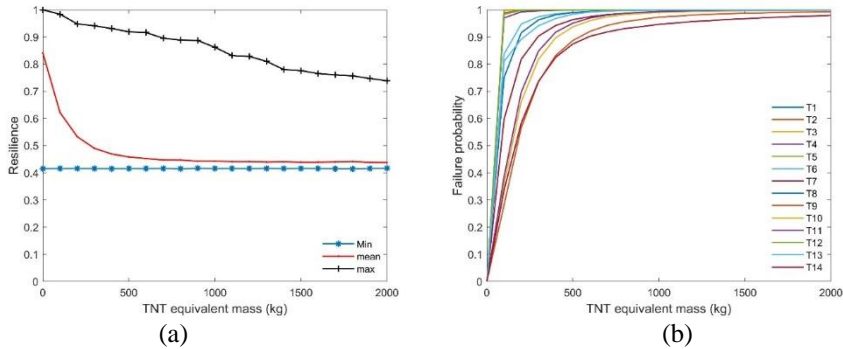 1
0.9
0.8
0.7
0.6
0.5
0.4
0.3
0.2
0.1
0
Resilience
0 500 1000 1500 2000
TNT equivalent mass (kg)
Min
mean
max
(a)
1
0.9
0.8
0.7
0.6
0.5
0.4
0.3
0.2
0.1
0
Failure probability
0 500 1000 1500 2000
TNT equivalent mass (kg)
T1
T2
T3
T4
T5
T6
T7
T8
T9
T10
T11
T12
T13
T14
(b)